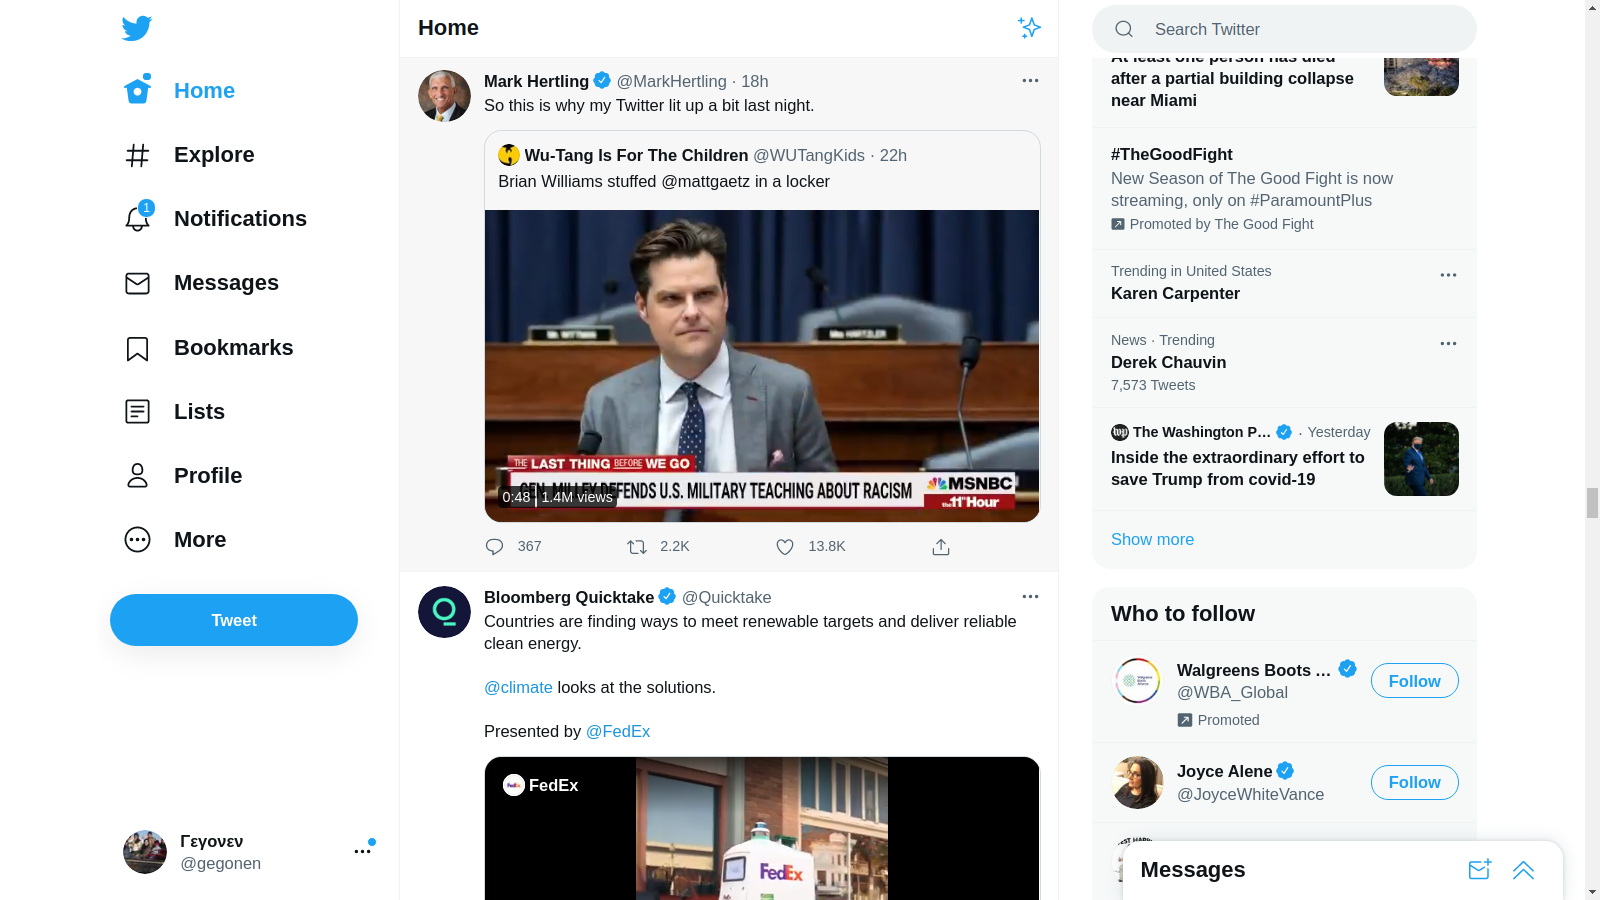 Home
Explore
1
Notifications
Messages
Bookmarks
Lists
Profile
More
Tweet
Γεγονεν
@gegonen
Home
Mark Hertling @MarkHertling · 18h
So this is why my Twitter lit up a bit last night.
Wu-Tang Is For The Children @WUTangKids · 22h
Brian Williams stuffed @mattgaetz in a locker
THE LAST THING BEFORE WE GO
GEN. MILLEY DEFENDS U.S. MILITARY TEACHING ABOUT RACISM
MSNBC
the 11th Hour
0:48 1.4M views
367
2.2K
13.8K
Bloomberg Quicktake @Quicktake
Countries are finding ways to meet renewable targets and deliver reliable
clean energy.
@climate looks at the solutions.
Presented by @FedEx
FedEx
FedEx
Search Twitter
At least one person has died
after a partial building collapse
near Miami
#TheGoodFight
New Season of The Good Fight is now
streaming, only on #ParamountPlus
Promoted by The Good Fight
Trending in United States
Karen Carpenter
News · Trending
Derek Chauvin
7,573 Tweets
The Washington P… · Yesterday
Inside the extraordinary effort to
save Trump from covid-19
Show more
Who to follow
Walgreens Boots …
@WBA_Global
Promoted
Follow
Joyce Alene
@JoyceWhiteVance
Follow
Messages